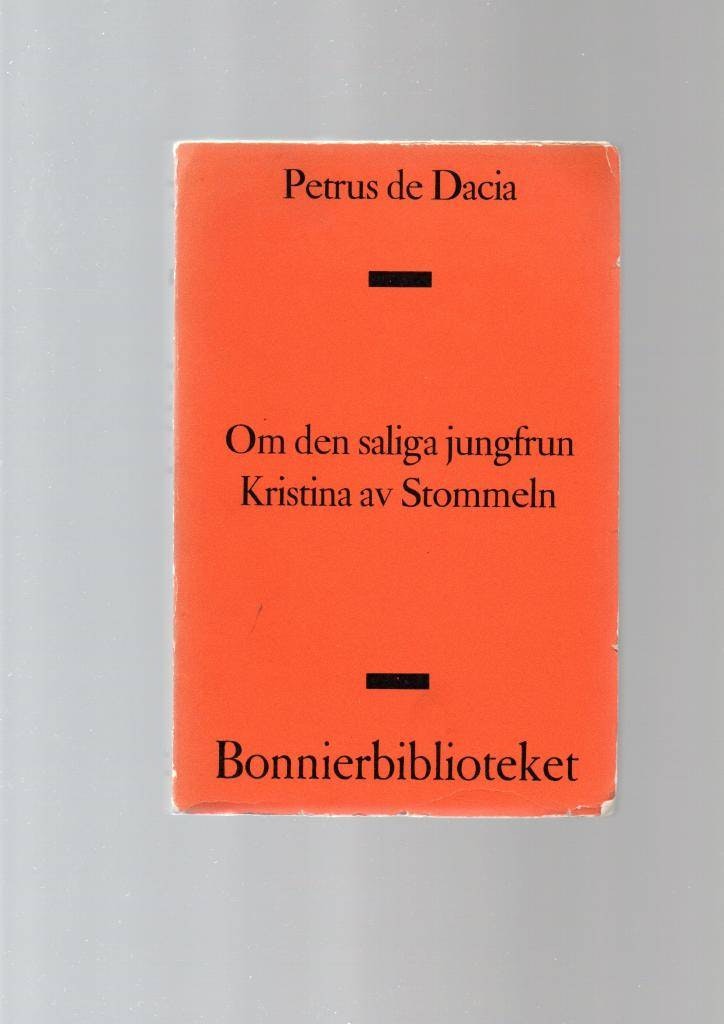 Petrus de Dacia
Om den saliga jungfrun
Kristina av Stommeln
Bonnierbiblioteket